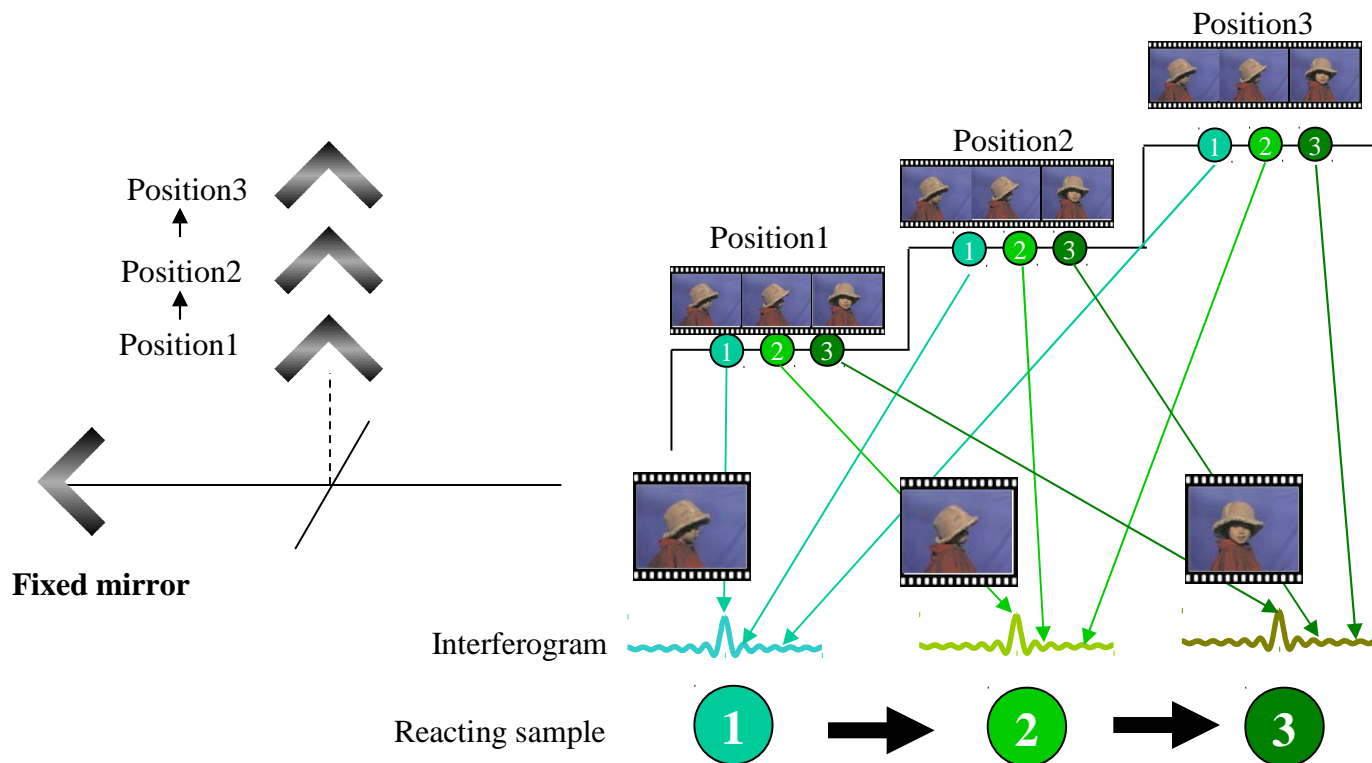 Position3
Position2
Position1
Position3
Position2
Position1
1 2 3
1 2 3
1 2 3
Fixed mirror
Interferogram
Reacting sample
1 2 3